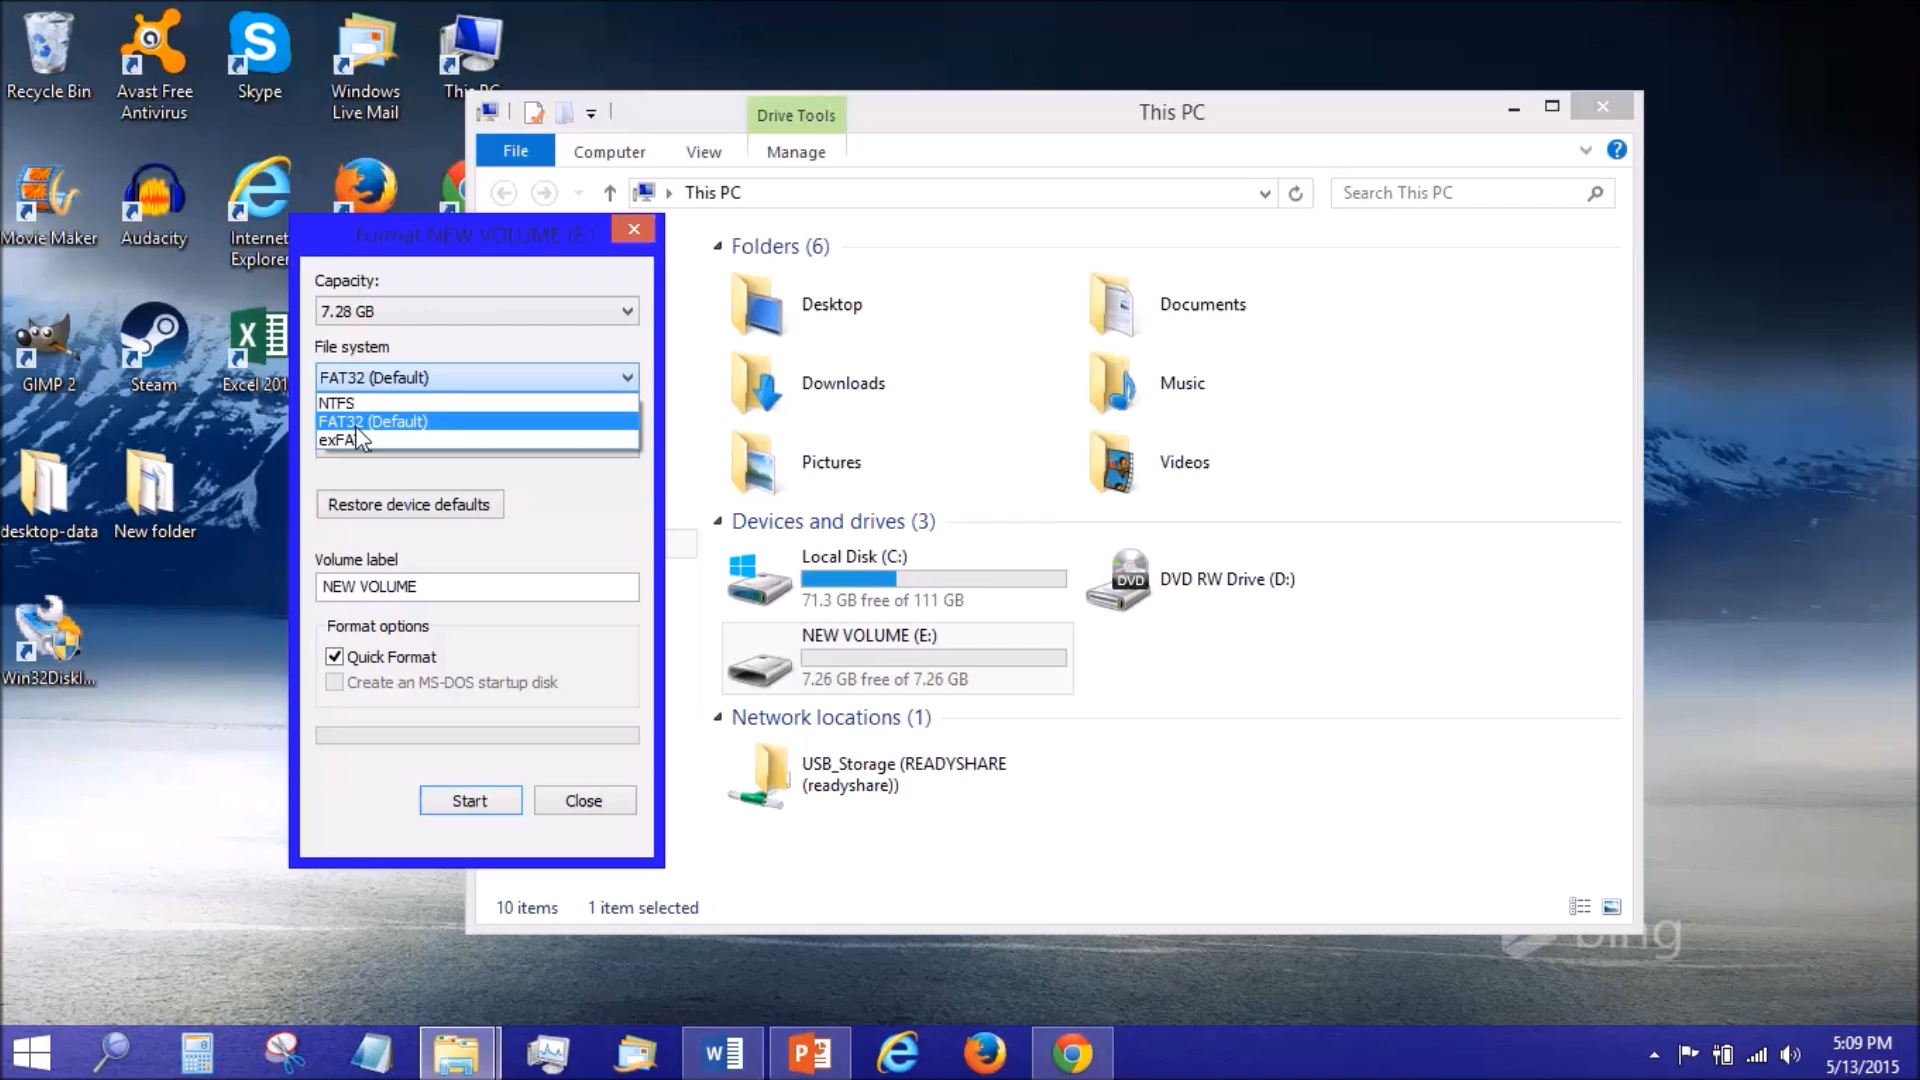 Recycle Bin
Avast Free
Antivirus
Skype
Windows
Live Mail
This PC
Movie Maker
Audacity
Internet
Explorer
GIMP 2
Steam
Excel 201
desktop-data
New folder
Win32DiskI...
Drive Tools
This PC
File
Computer
View
Manage
This PC
Search This PC
Format NEW VOLUME (E:
Capacity:
7.28 GB
File system
FAT32 (Default)
NTFS
FAT32 (Default)
exFA
Restore device defaults
Volume label
NEW VOLUME
Format options
Quick Format
Create an MS-DOS startup disk
Start
Close
Folders (6)
Desktop
Documents
Downloads
Music
Pictures
Videos
Devices and drives (3)
Local Disk (C:)
71.3 GB free of 111 GB
DVD
DVD RW Drive (D:)
NEW VOLUME (E:)
7.26 GB free of 7.26 GB
Network locations (1)
USB_Storage (READYSHARE
(readyshare))
10 items
1 item selected
bing
5:09 PM
5/13/2015